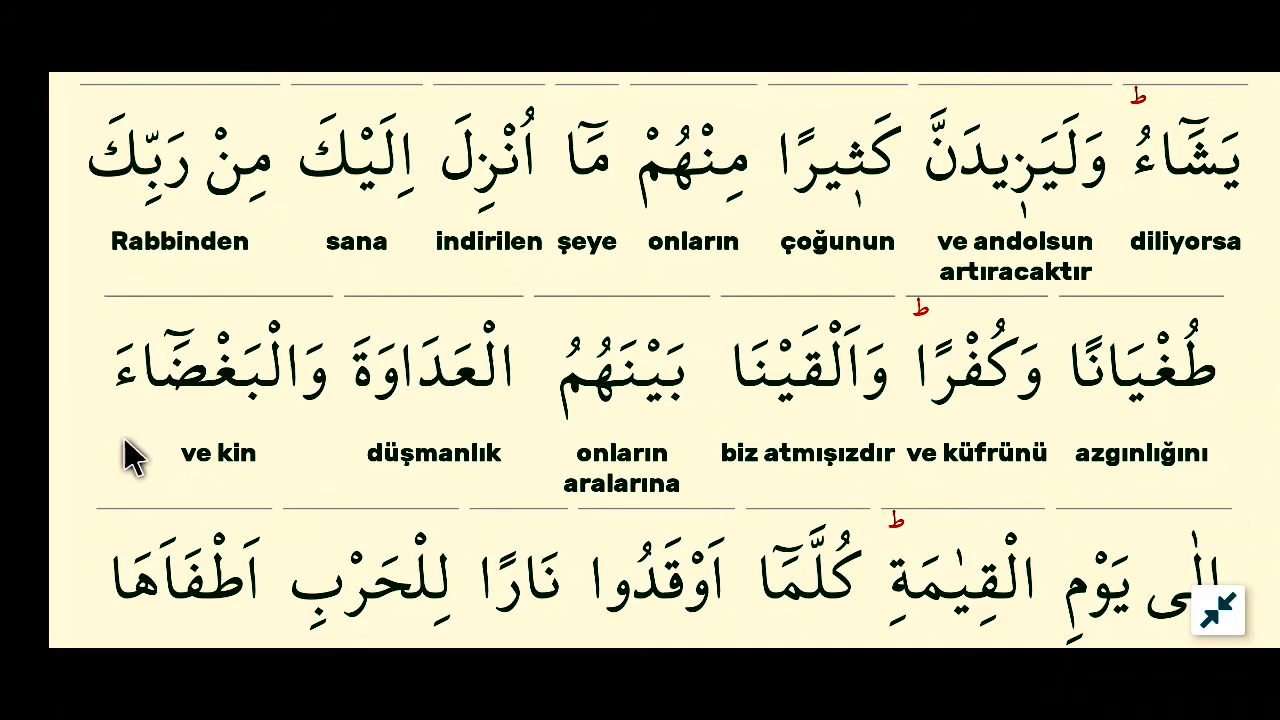 يَشَٓاءُۜ وَلَيَز۪يدَنَّ كَث۪يرًا مِنْهُمْ مَٓا اُنْزِلَ اِلَيْكَ مِنْ رَبِّكَ
diliyorsa ve andolsun artıracaktır çoğunun onların şeye indirilen sana Rabbinden
طُغْيَانًا وَكُفْرًاۜ وَاَلْقَيْنَا بَيْنَهُمُ الْعَدَاوَةَ وَالْبَغْضَٓاءَ
azgınlığını ve küfrünü biz atmışızdır onların aralarına düşmanlık ve kin
اِلٰى يَوْمِ الْقِيٰمَةِۜ كُلَّمَٓا اَوْقَدُوا نَارًا لِلْحَرْبِ اَطْفَاَهَا